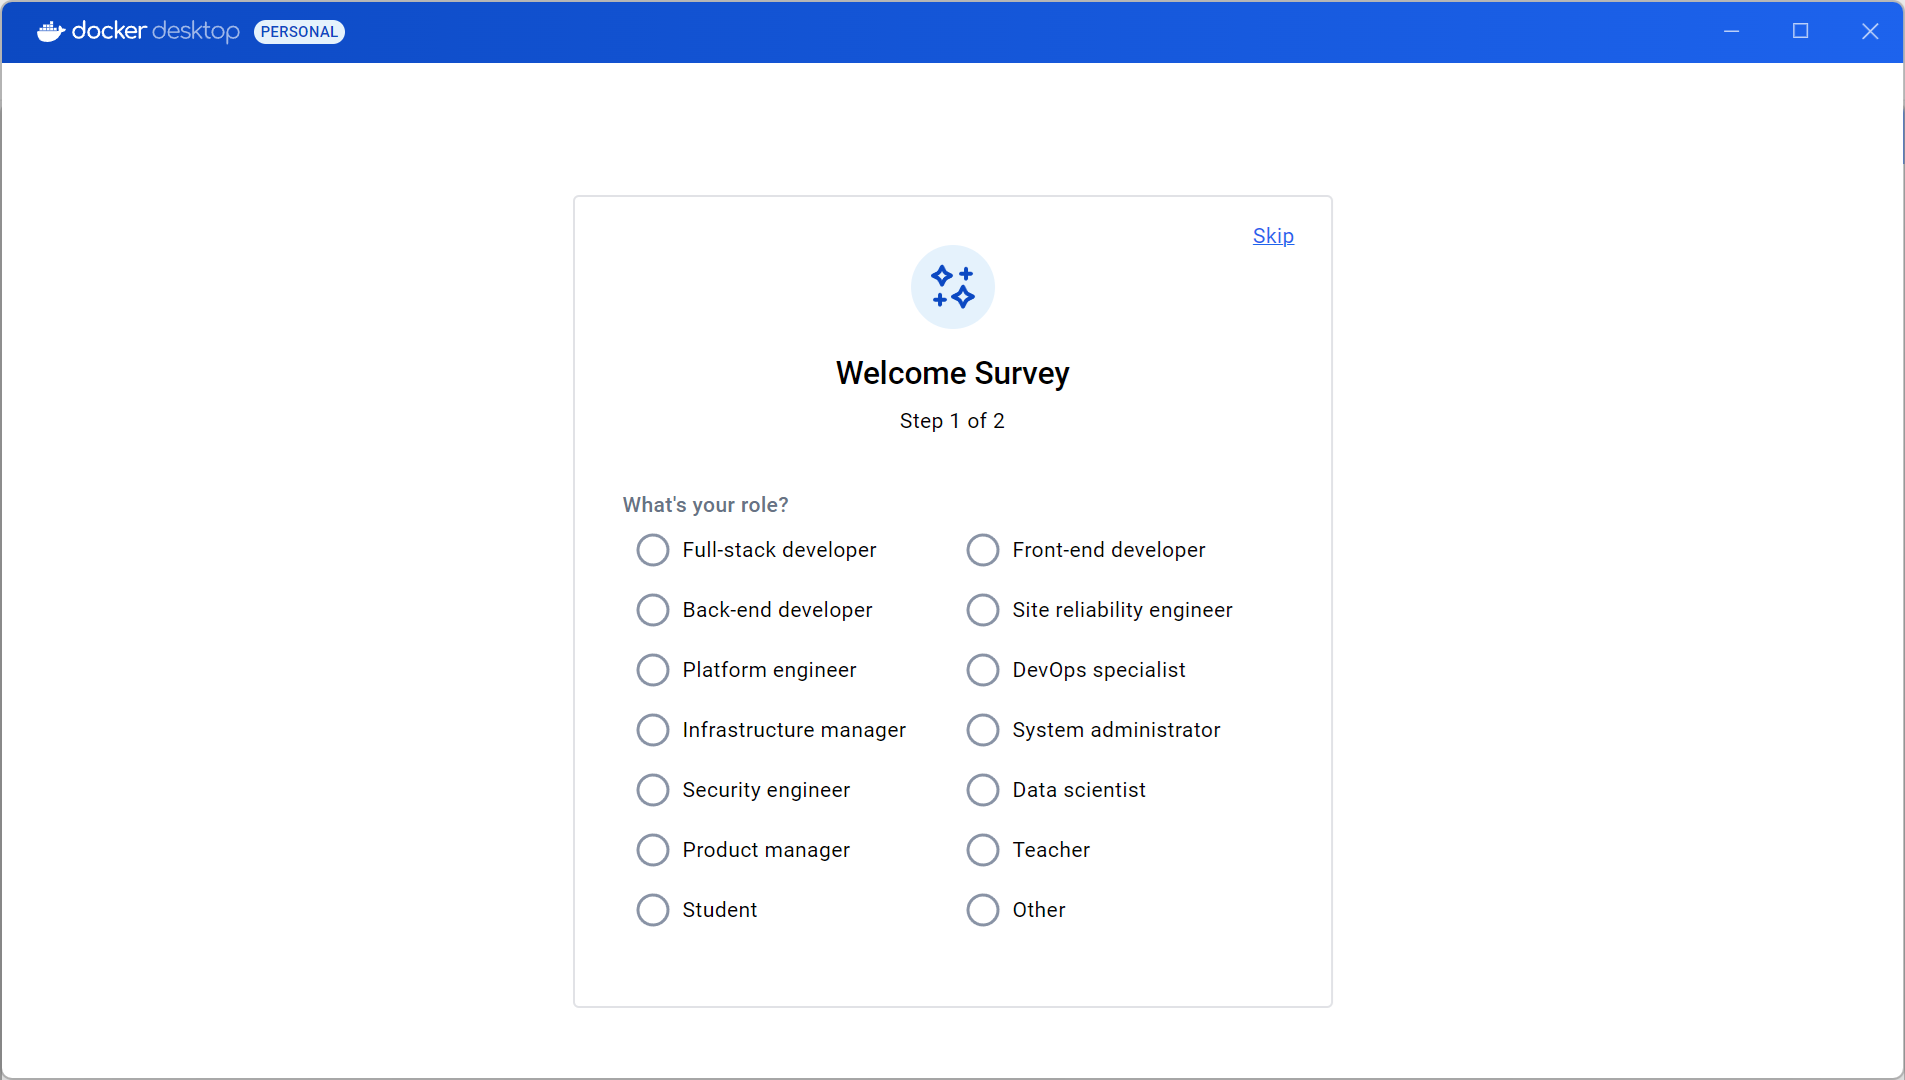 docker desktop PERSONAL
Skip
Welcome Survey
Step 1 of 2
What's your role?
Full-stack developer Front-end developer
Back-end developer Site reliability engineer
Platform engineer DevOps specialist
Infrastructure manager System administrator
Security engineer Data scientist
Product manager Teacher
Student Other